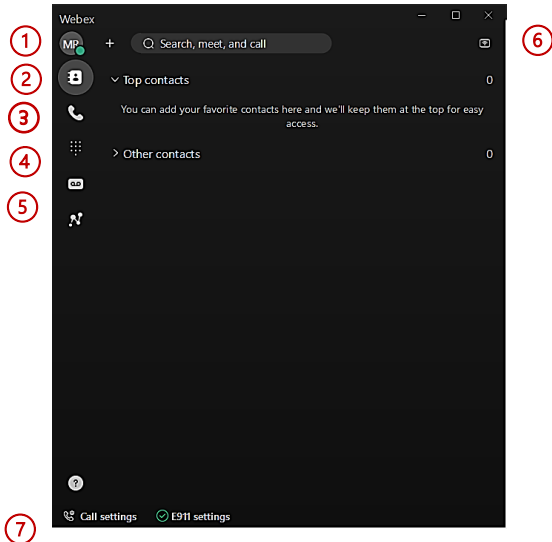 Webex
1
MP
+
Search, meet, and call
6
2
Top contacts
0
You can add your favorite contacts here and we'll keep them at the top for easy
access.
3
4
Other contacts
0
5
?
Call settings
E911 settings
7